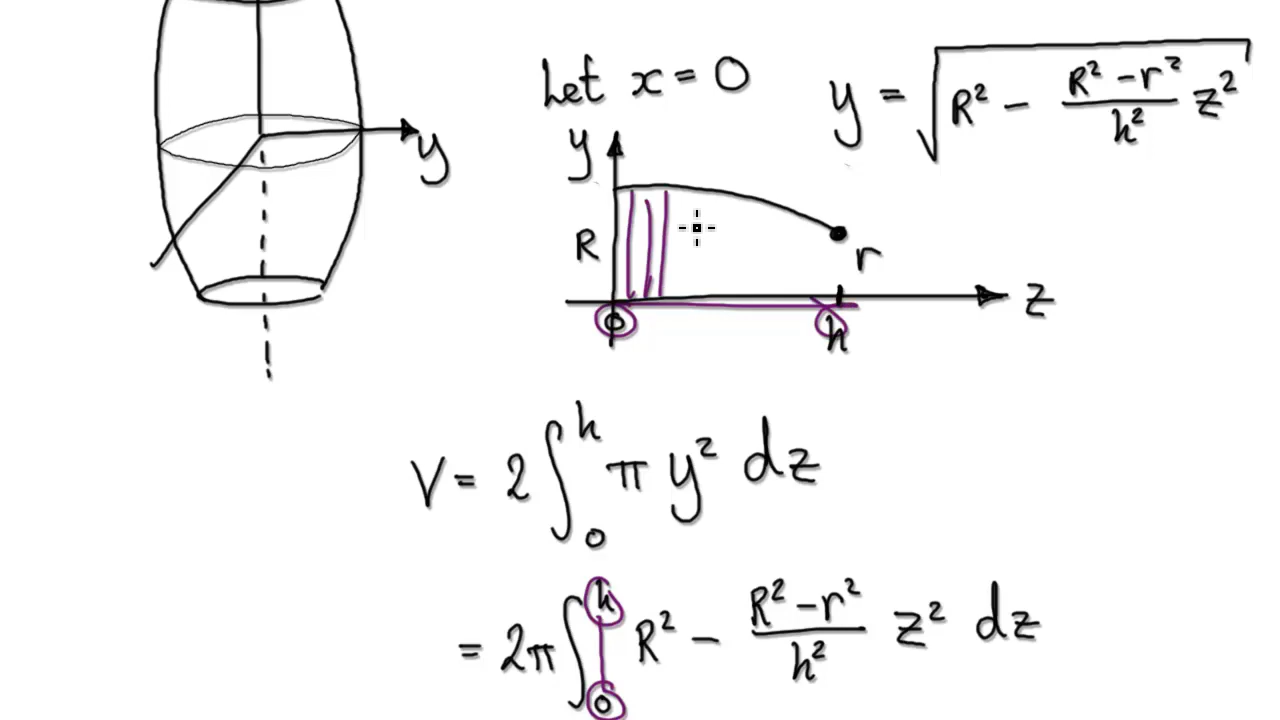 Let x = 0
y = √(R² − (R² − r²)/h² z²)
y
y
R
r
z
0
h
V = 2 ∫₀ʰ π y² dz
= 2π ∫₀ʰ R² − (R² − r²)/h² z² dz